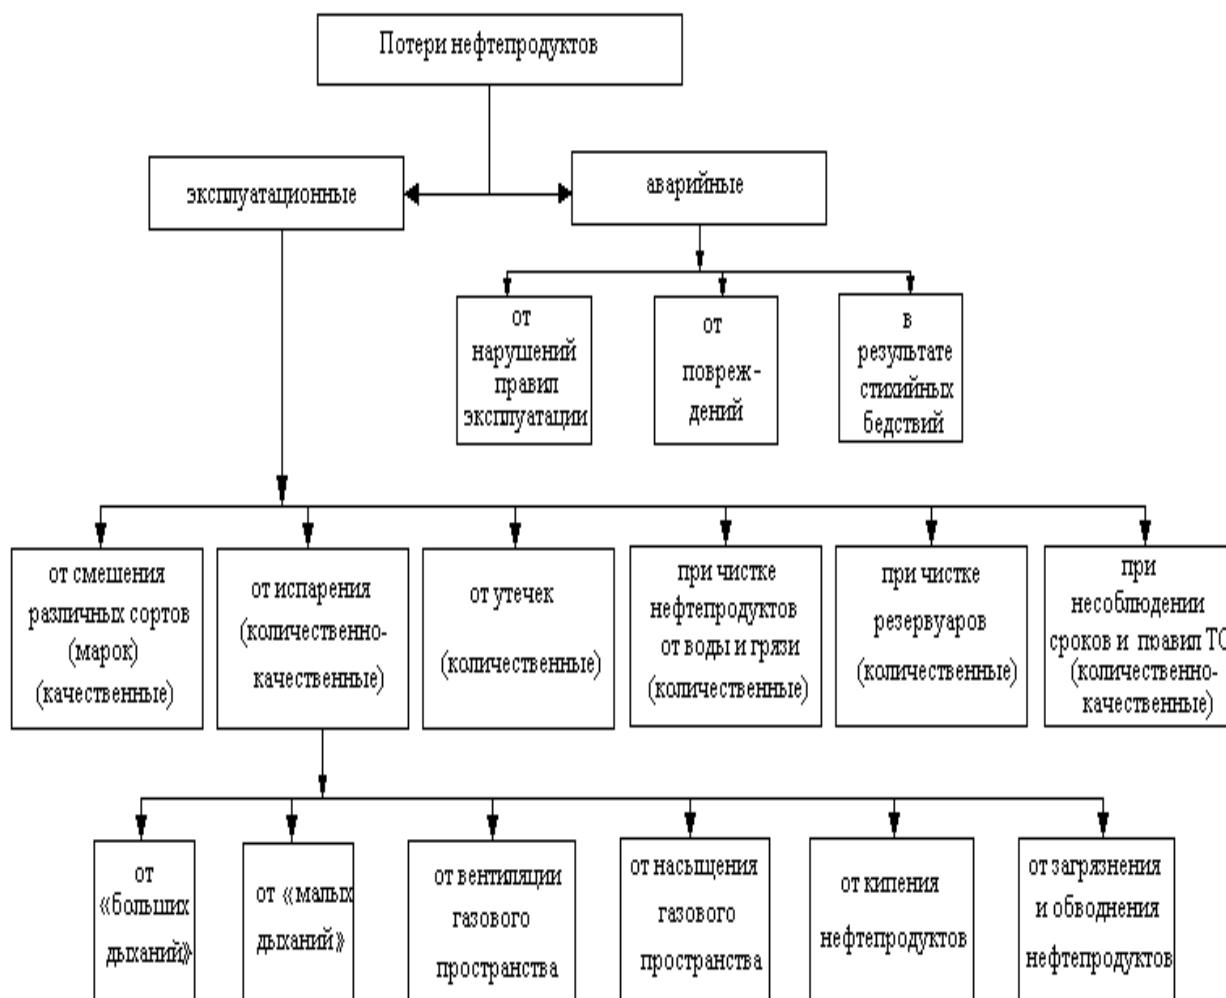 Потери нефтепродуктов
эксплуатационные
аварийные
от
нарушений
правил
эксплуатации
от
повреж-
дений
в
результате
стихийных
бедствий
от смешения
различных сортов
(марок)
(качественные)
от испарения
(количественно-
качественные)
от утечек
(количественные)
при чистке
нефтепродуктов
от воды и грязи
(количественные)
при чистке
резервуаров
(количественные)
при
несоблюдении
сроков и правил ТО
(количественно-
качественные)
от
«больших
дыханий»
от «малых
дыханий»
от вентиляции
газового
пространства
от насыщения
газового
пространства
от кипения
нефтепродуктов
от загрязнения
и обводнения
нефтепродуктов